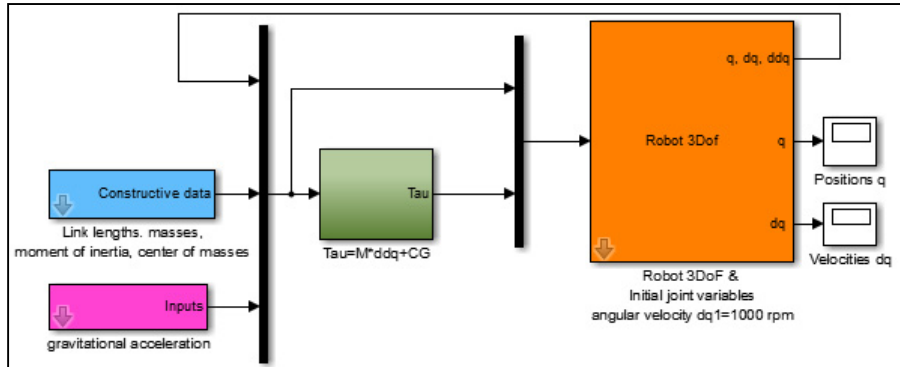 q, dq, ddq
Robot 3Dof
q
Positions q
Constructive data
Tau
Link lengths. masses,
moment of inertia, center of masses
Tau=M*ddq+CG
dq
Velocities dq
Robot 3DoF &
Initial joint variables
angular velocity dq1=1000 rpm
Inputs
gravitational acceleration